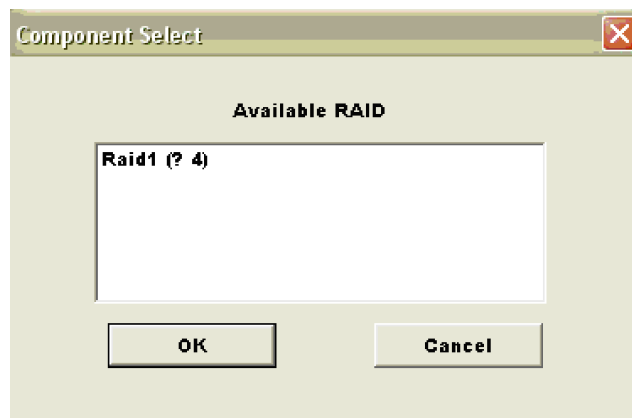 Component Select
Available RAID
Raid1 (? 4)
OK
Cancel